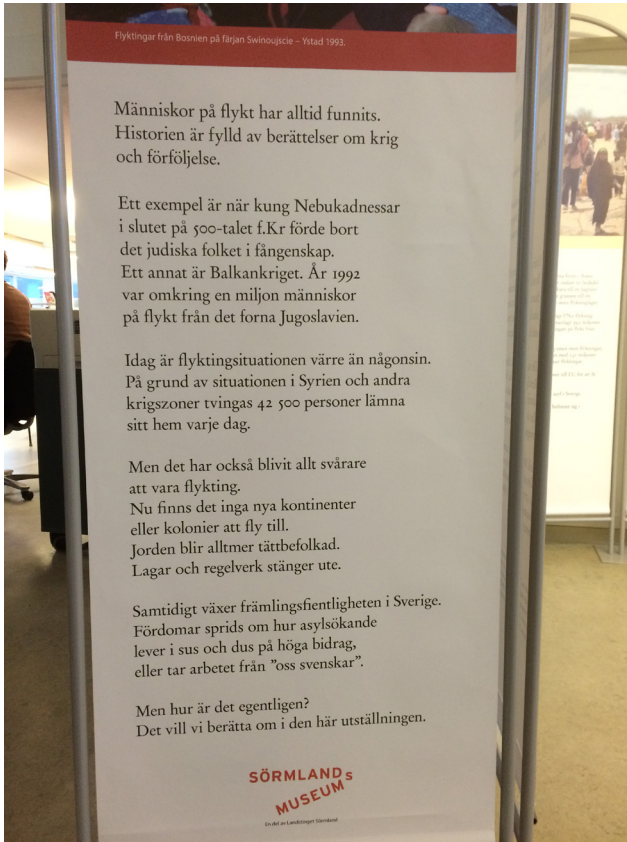 Flyktingar från Bosnien på färjan Swinoujscie – Ystad 1993.
Människor på flykt har alltid funnits.
Historien är fylld av berättelser om krig
och förföljelse.
Ett exempel är när kung Nebukadnessar
i slutet på 500-talet f.Kr förde bort
det judiska folket i fångenskap.
Ett annat är Balkankriget. År 1992
var omkring en miljon människor
på flykt från det forna Jugoslavien.
Idag är flyktingsituationen värre än någonsin.
På grund av situationen i Syrien och andra
krigszoner tvingas 42 500 personer lämna
sitt hem varje dag.
Men det har också blivit allt svårare
att vara flykting.
Nu finns det inga nya kontinenter
eller kolonier att fly till.
Jorden blir alltmer tättbefolkad.
Lagar och regelverk stänger ute.
Samtidigt växer främlingsfientligheten i Sverige.
Fördomar sprids om hur asylsökande
lever i sus och dus på höga bidrag,
eller tar arbetet från ”oss svenskar”.
Men hur är det egentligen?
Det vill vi berätta om i den här utställningen.
SÖRMLANDs
MUSEUM
En del av Landstinget Sörmland